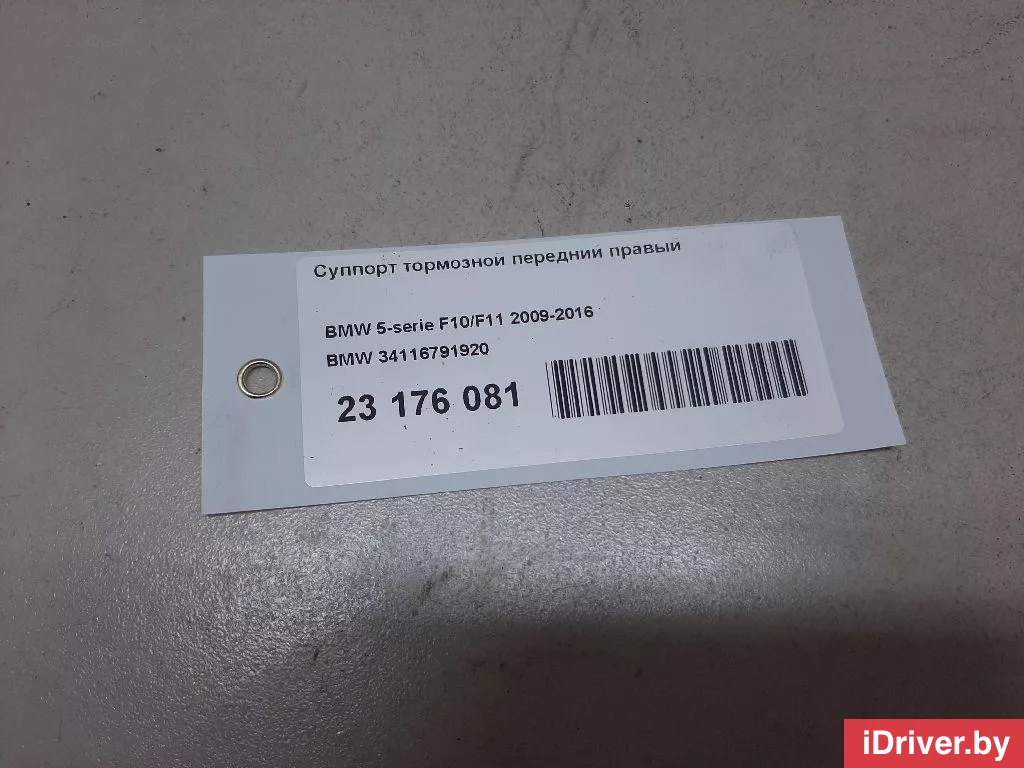 Суппорт тормозной передний правый
BMW 5-serie F10/F11 2009-2016
BMW 34116791920
23 176 081
iDriver.by